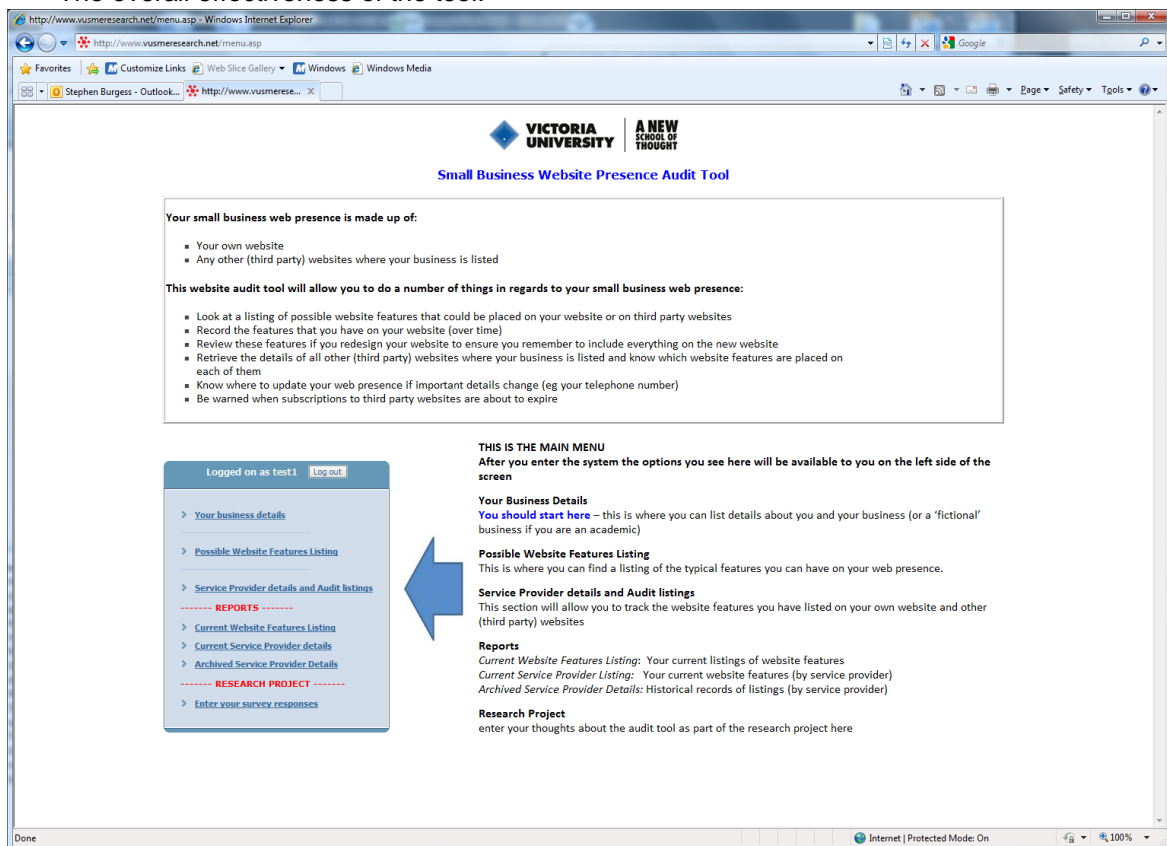 The overall effectiveness of the tool.
http://www.vusmeresearch.net/menu.asp - Windows Internet Explorer
http://www.vusmeresearch.net/menu.asp
Google
Favorites
Customize Links
Web Slice Gallery
Windows
Windows Media
Stephen Burgess - Outlook...
http://www.vusmerese... X
Page
Safety
Tools
VICTORIA UNIVERSITY
A NEW SCHOOL OF THOUGHT
Small Business Website Presence Audit Tool
Your small business web presence is made up of:
Your own website
Any other (third party) websites where your business is listed
This website audit tool will allow you to do a number of things in regards to your small business web presence:
Look at a listing of possible website features that could be placed on your website or on third party websites
Record the features that you have on your website (over time)
Review these features if you redesign your website to ensure you remember to include everything on the new website
Retrieve the details of all other (third party) websites where your business is listed and know which website features are placed on
each of them
Know where to update your web presence if important details change (eg your telephone number)
Be warned when subscriptions to third party websites are about to expire
Logged on as test1 Log out
Your business details
Possible Website Features Listing
Service Provider details and Audit listings
------- REPORTS -------
Current Website Features Listing
Current Service Provider details
Archived Service Provider Details
------- RESEARCH PROJECT -------
Enter your survey responses
THIS IS THE MAIN MENU
After you enter the system the options you see here will be available to you on the left side of the
screen
Your Business Details
You should start here – this is where you can list details about you and your business (or a 'fictional'
business if you are an academic)
Possible Website Features Listing
This is where you can find a listing of the typical features you can have on your web presence.
Service Provider details and Audit listings
This section will allow you to track the website features you have listed on your own website and other
(third party) websites
Reports
Current Website Features Listing: Your current listings of website features
Current Service Provider Listing: Your current website features (by service provider)
Archived Service Provider Details: Historical records of listings (by service provider)
Research Project
enter your thoughts about the audit tool as part of the research project here
Done
Internet | Protected Mode: On
100%